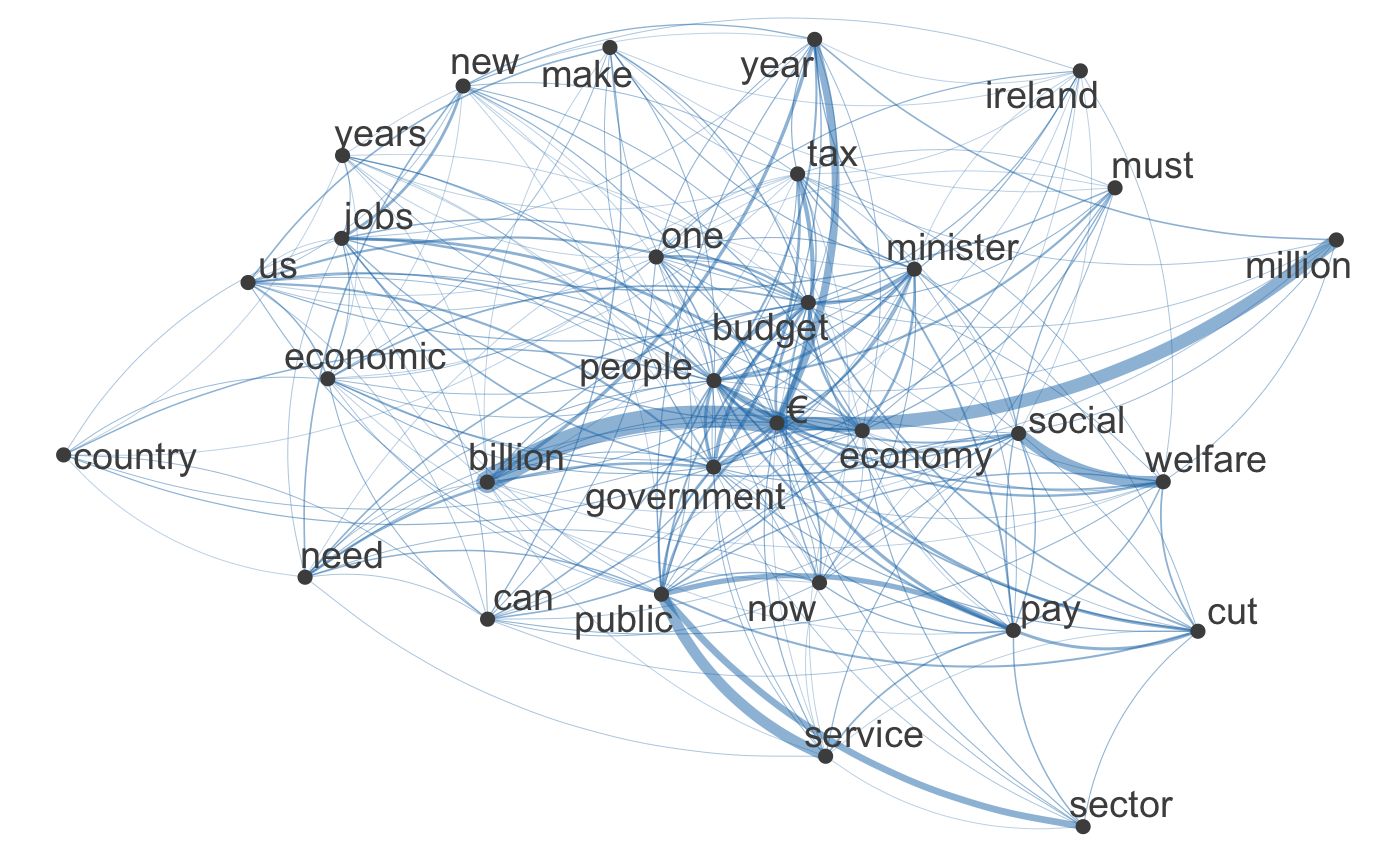 new
make
year
ireland
years
tax
must
jobs
one
minister
us
million
budget
economic
people
€
social
country
billion
economy
welfare
government
need
can
public
now
pay
cut
service
sector